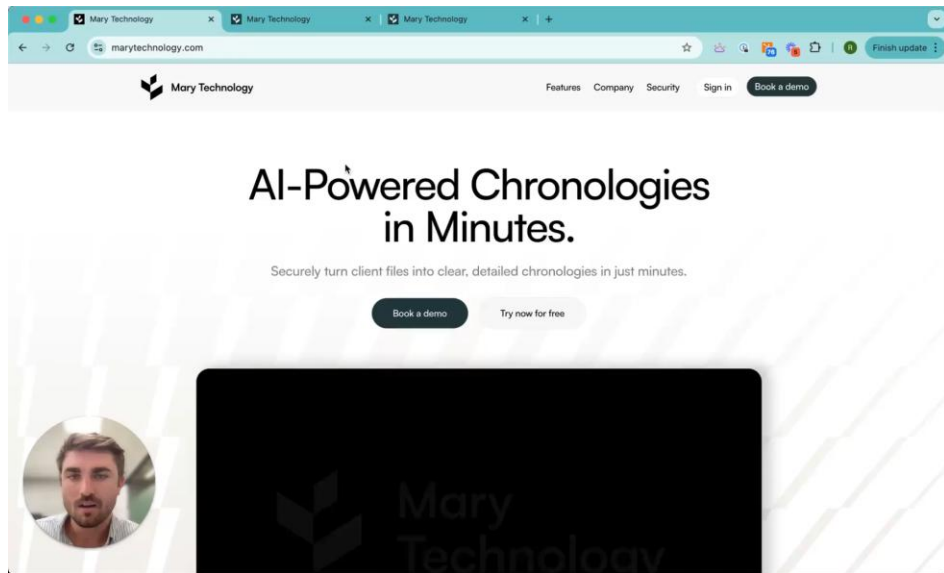 Mary Technology
Mary Technology
Mary Technology
marytechnology.com
Finish update
Mary Technology
Features Company Security Sign in Book a demo
AI-Powered Chronologies
in Minutes.
Securely turn client files into clear, detailed chronologies in just minutes.
Book a demo
Try now for free
Mary
Technology